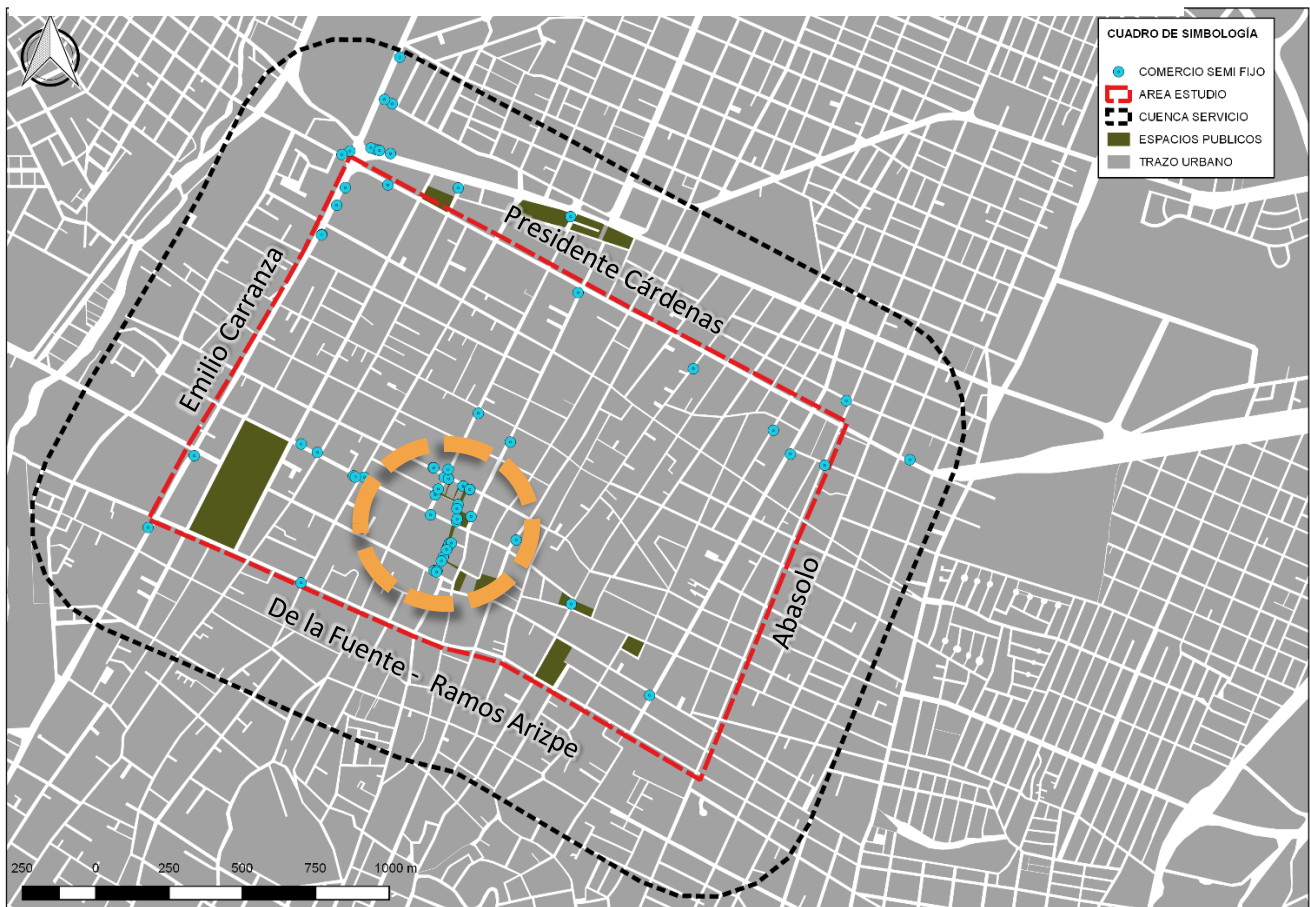 CUADRO DE SIMBOLOGÍA
COMERCIO SEMI FIJO
AREA ESTUDIO
CUENCA SERVICIO
ESPACIOS PUBLICOS
TRAZO URBANO
Presidente Cárdenas
Emilio Carranza
Abasolo
De la Fuente - Ramos Arizpe
250 0 250 500 750 1000 m